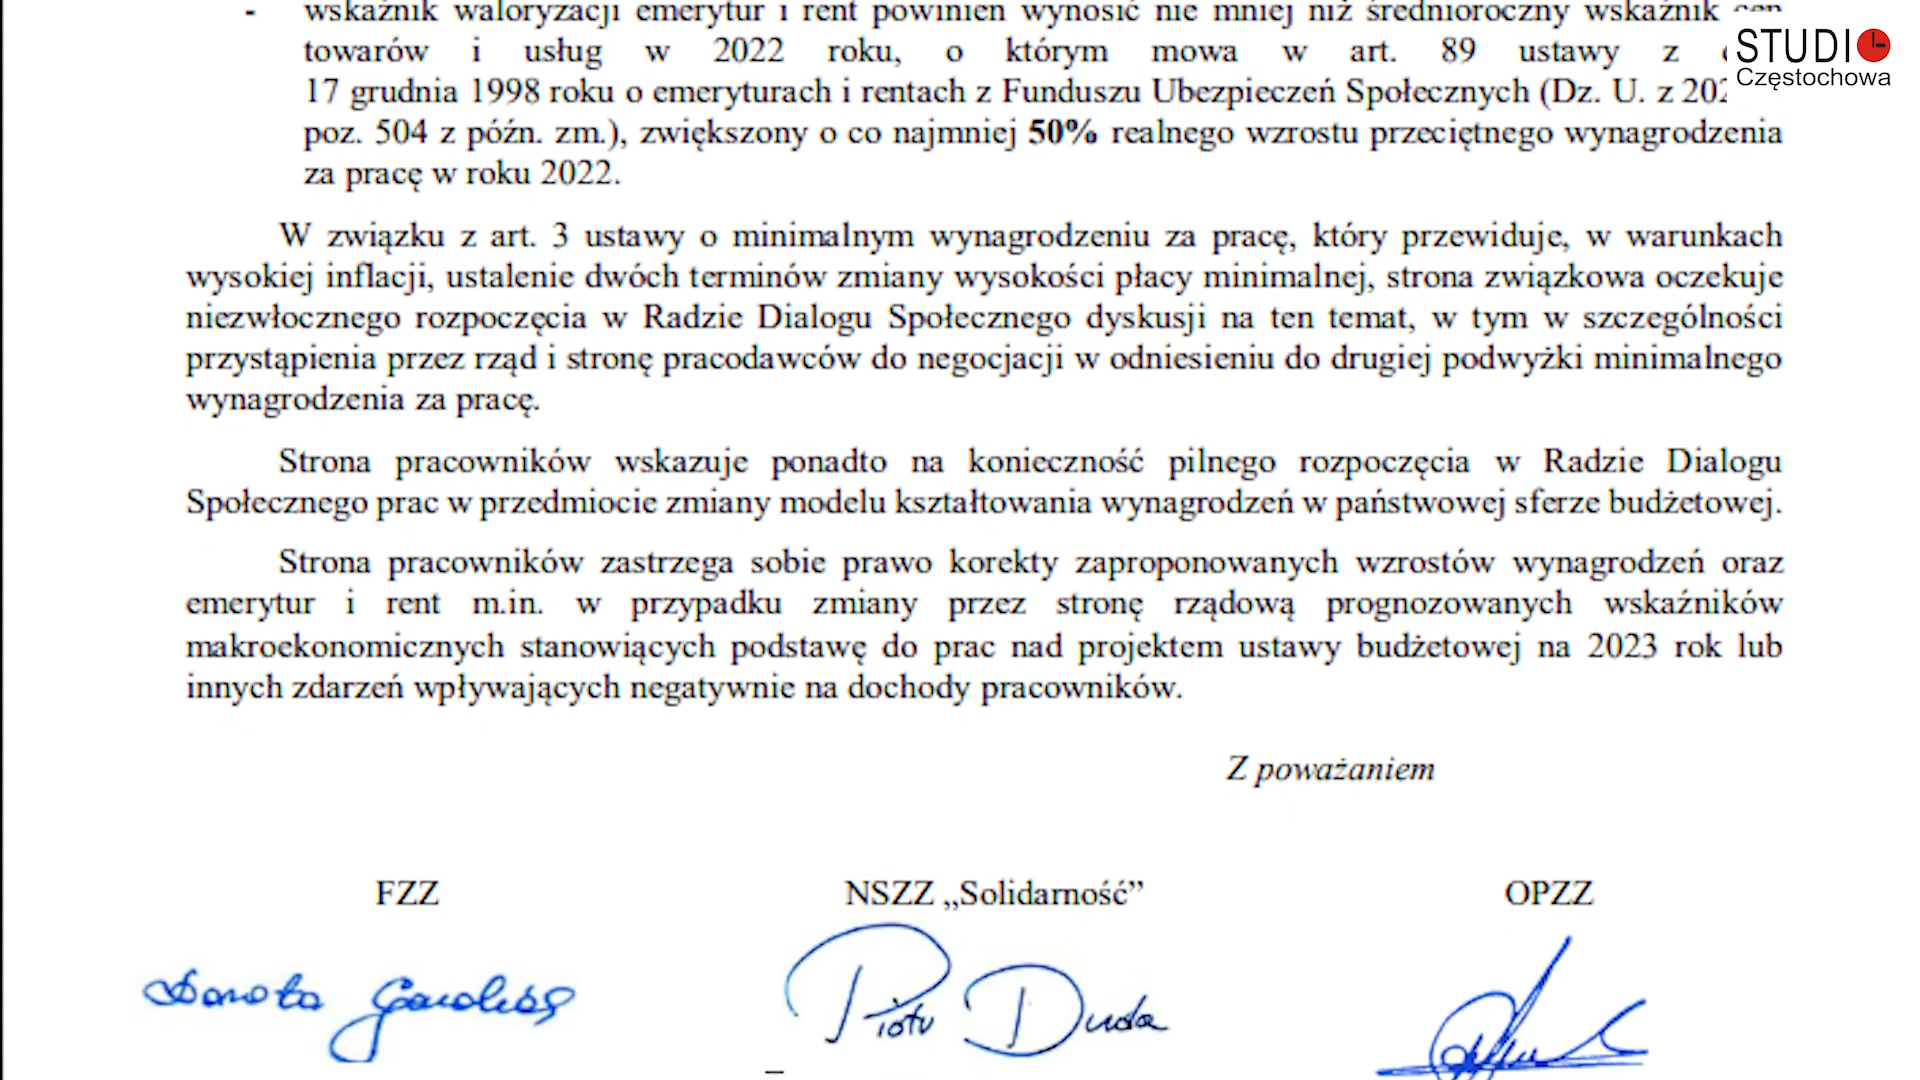 - wskaźnik waloryzacji emerytur i rent powinien wynosić nie mniej niż średnioroczny wskaźnik cen
towarów i usług w 2022 roku, o którym mowa w art. 89 ustawy z
17 grudnia 1998 roku o emeryturach i rentach z Funduszu Ubezpieczeń Społecznych (Dz. U. z
poz. 504 z późn. zm.), zwiększony o co najmniej 50% realnego wzrostu przeciętnego wynagrodzenia
za pracę w roku 2022.
W związku z art. 3 ustawy o minimalnym wynagrodzeniu za pracę, który przewiduje, w warunkach
wysokiej inflacji, ustalenie dwóch terminów zmiany wysokości płacy minimalnej, strona związkowa oczekuje
niezwłocznego rozpoczęcia w Radzie Dialogu Społecznego dyskusji na ten temat, w tym w szczególności
przystąpienia przez rząd i stronę pracodawców do negocjacji w odniesieniu do drugiej podwyżki minimalnego
wynagrodzenia za pracę.
Strona pracowników wskazuje ponadto na konieczność pilnego rozpoczęcia w Radzie Dialogu
Społecznego prac w przedmiocie zmiany modelu kształtowania wynagrodzeń w państwowej sferze budżetowej.
Strona pracowników zastrzega sobie prawo korekty zaproponowanych wzrostów wynagrodzeń oraz
emerytur i rent m.in. w przypadku zmiany przez stronę rządową prognozowanych wskaźników
makroekonomicznych stanowiących podstawę do prac nad projektem ustawy budżetowej na 2023 rok lub
innych zdarzeń wpływających negatywnie na dochody pracowników.
Z poważaniem
FZZ NSZZ „Solidarność” OPZZ
Dorota Piotr Duda
STUDIO
Częstochowa